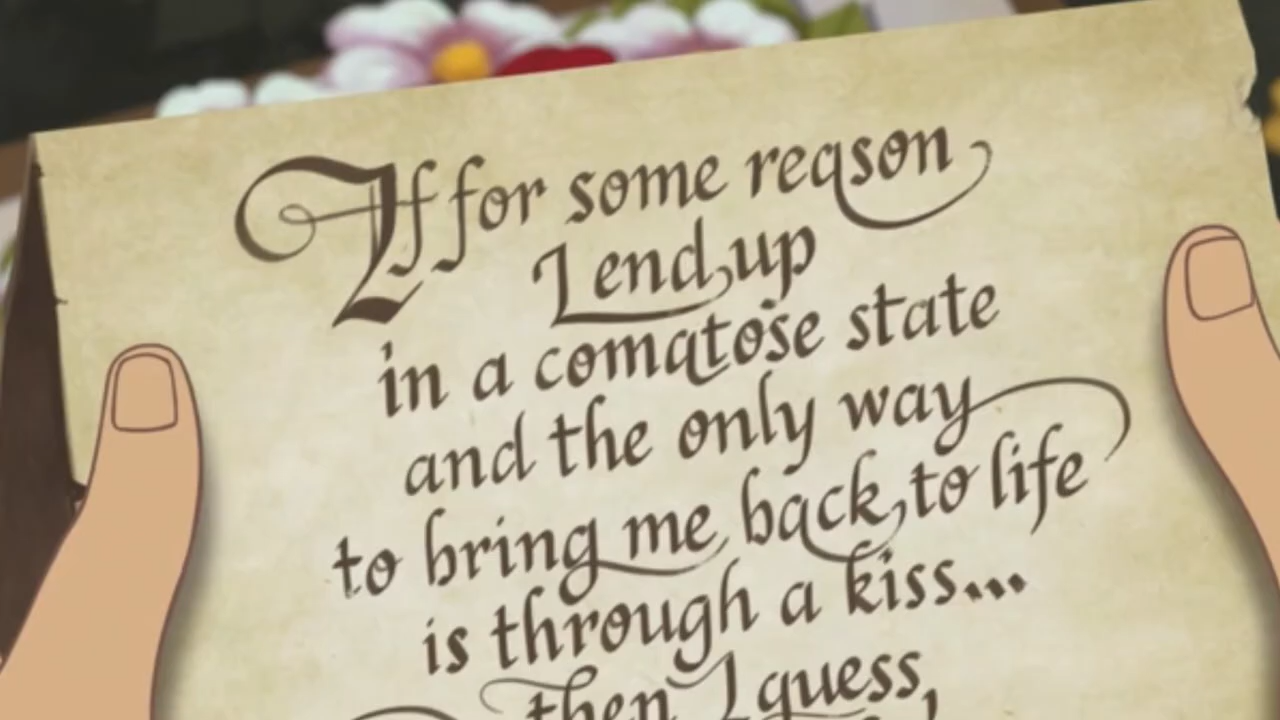 If for some reason
I end up
in a comatose state
and the only way
to bring me back to life
is through a kiss...
then I guess,